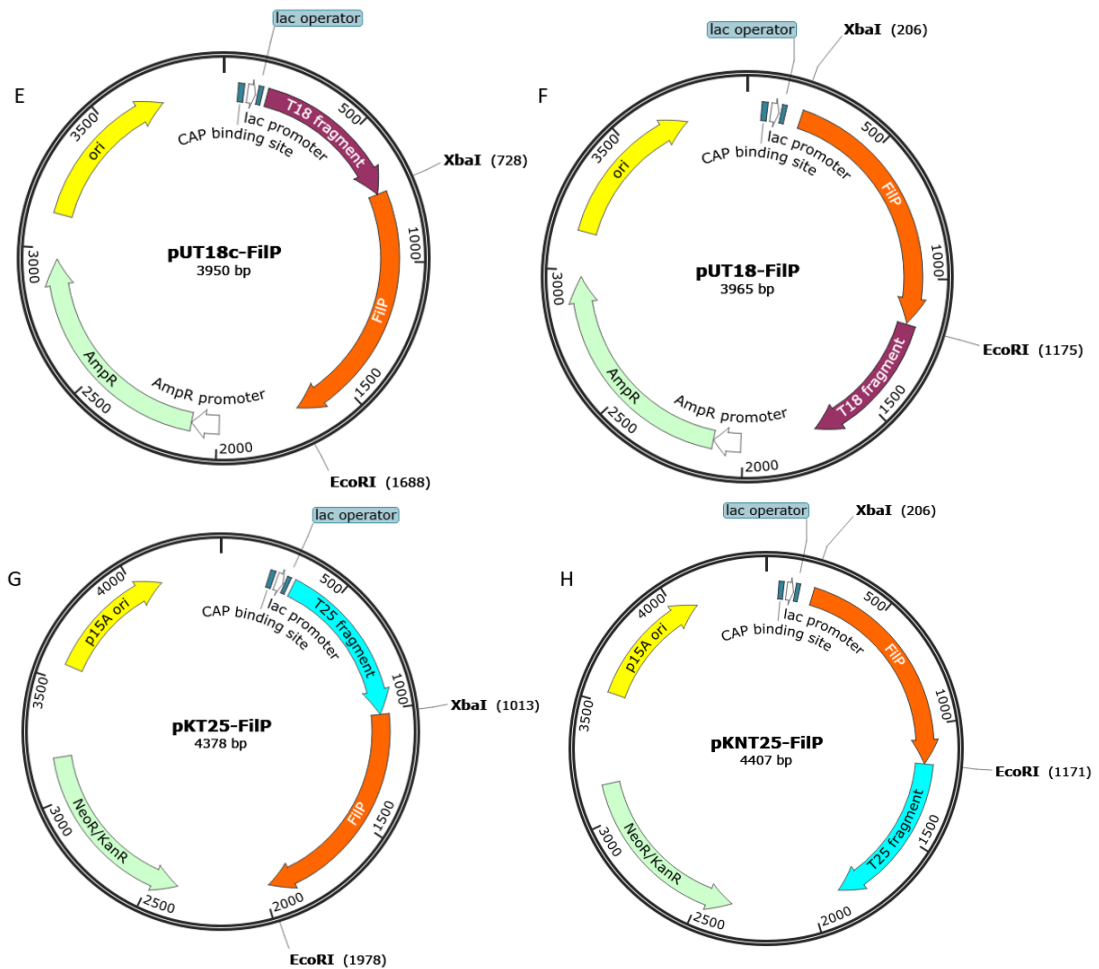 E
lac operator
T18 fragment
500
XbaI (728)
CAP binding site
lac promoter
3500
ori
pUT18c-FilP
3950 bp
1000
3000
FilP
AmpR
AmpR promoter
1500
2500
2000
EcoRI (1688)
F
lac operator
XbaI (206)
500
CAP binding site
lac promoter
3500
ori
FilP
pUT18-FilP
3965 bp
1000
3000
EcoRI (1175)
T18 fragment
AmpR
AmpR promoter
1500
2500
2000
G
lac operator
4000
500
T25 fragment
CAP binding site
lac promoter
p15A ori
3500
1000
XbaI (1013)
pKT25-FilP
4378 bp
3000
NeoR/KanR
FilP
1500
2500
2000
EcoRI (1978)
H
lac operator
XbaI (206)
4000
500
CAP binding site
lac promoter
p15A ori
FilP
3500
1000
pKNT25-FilP
4407 bp
EcoRI (1171)
3000
NeoR/KanR
T25 fragment
1500
2500
2000